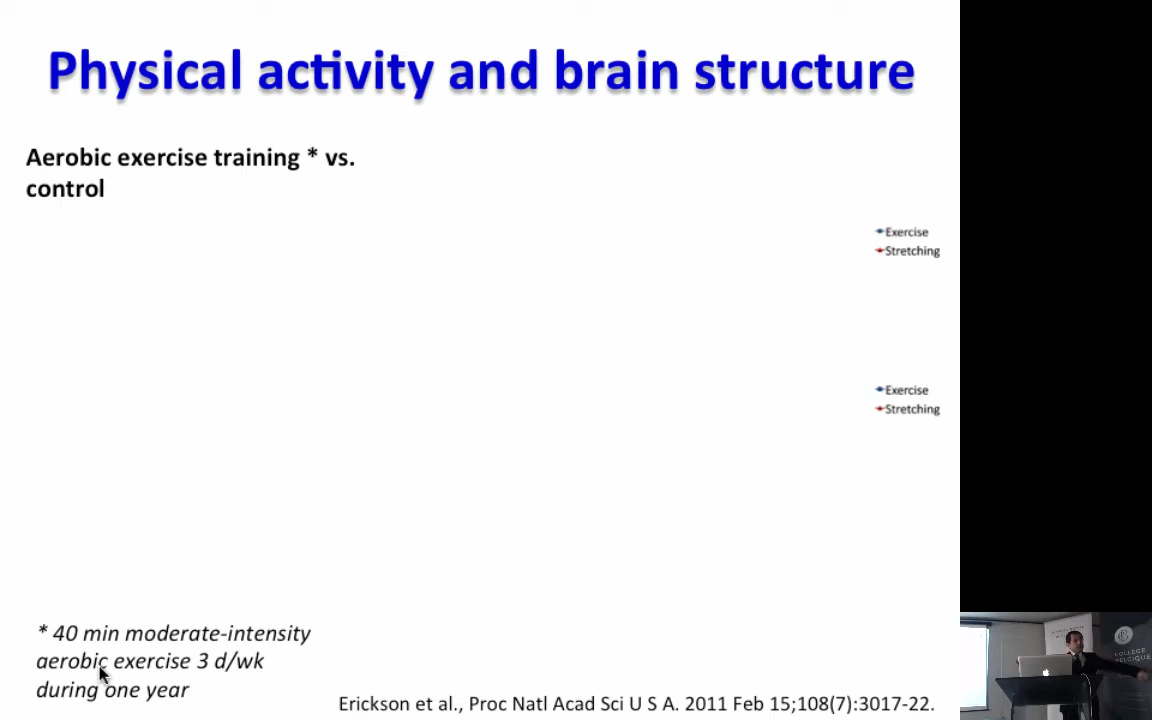 Physical activity and brain structure
Aerobic exercise training * vs.
control
Exercise
Stretching
Exercise
Stretching
* 40 min moderate-intensity
aerobic exercise 3 d/wk
during one year
Erickson et al., Proc Natl Acad Sci U S A. 2011 Feb 15;108(7):3017-22.
COLLÈGE
BELGIQUE